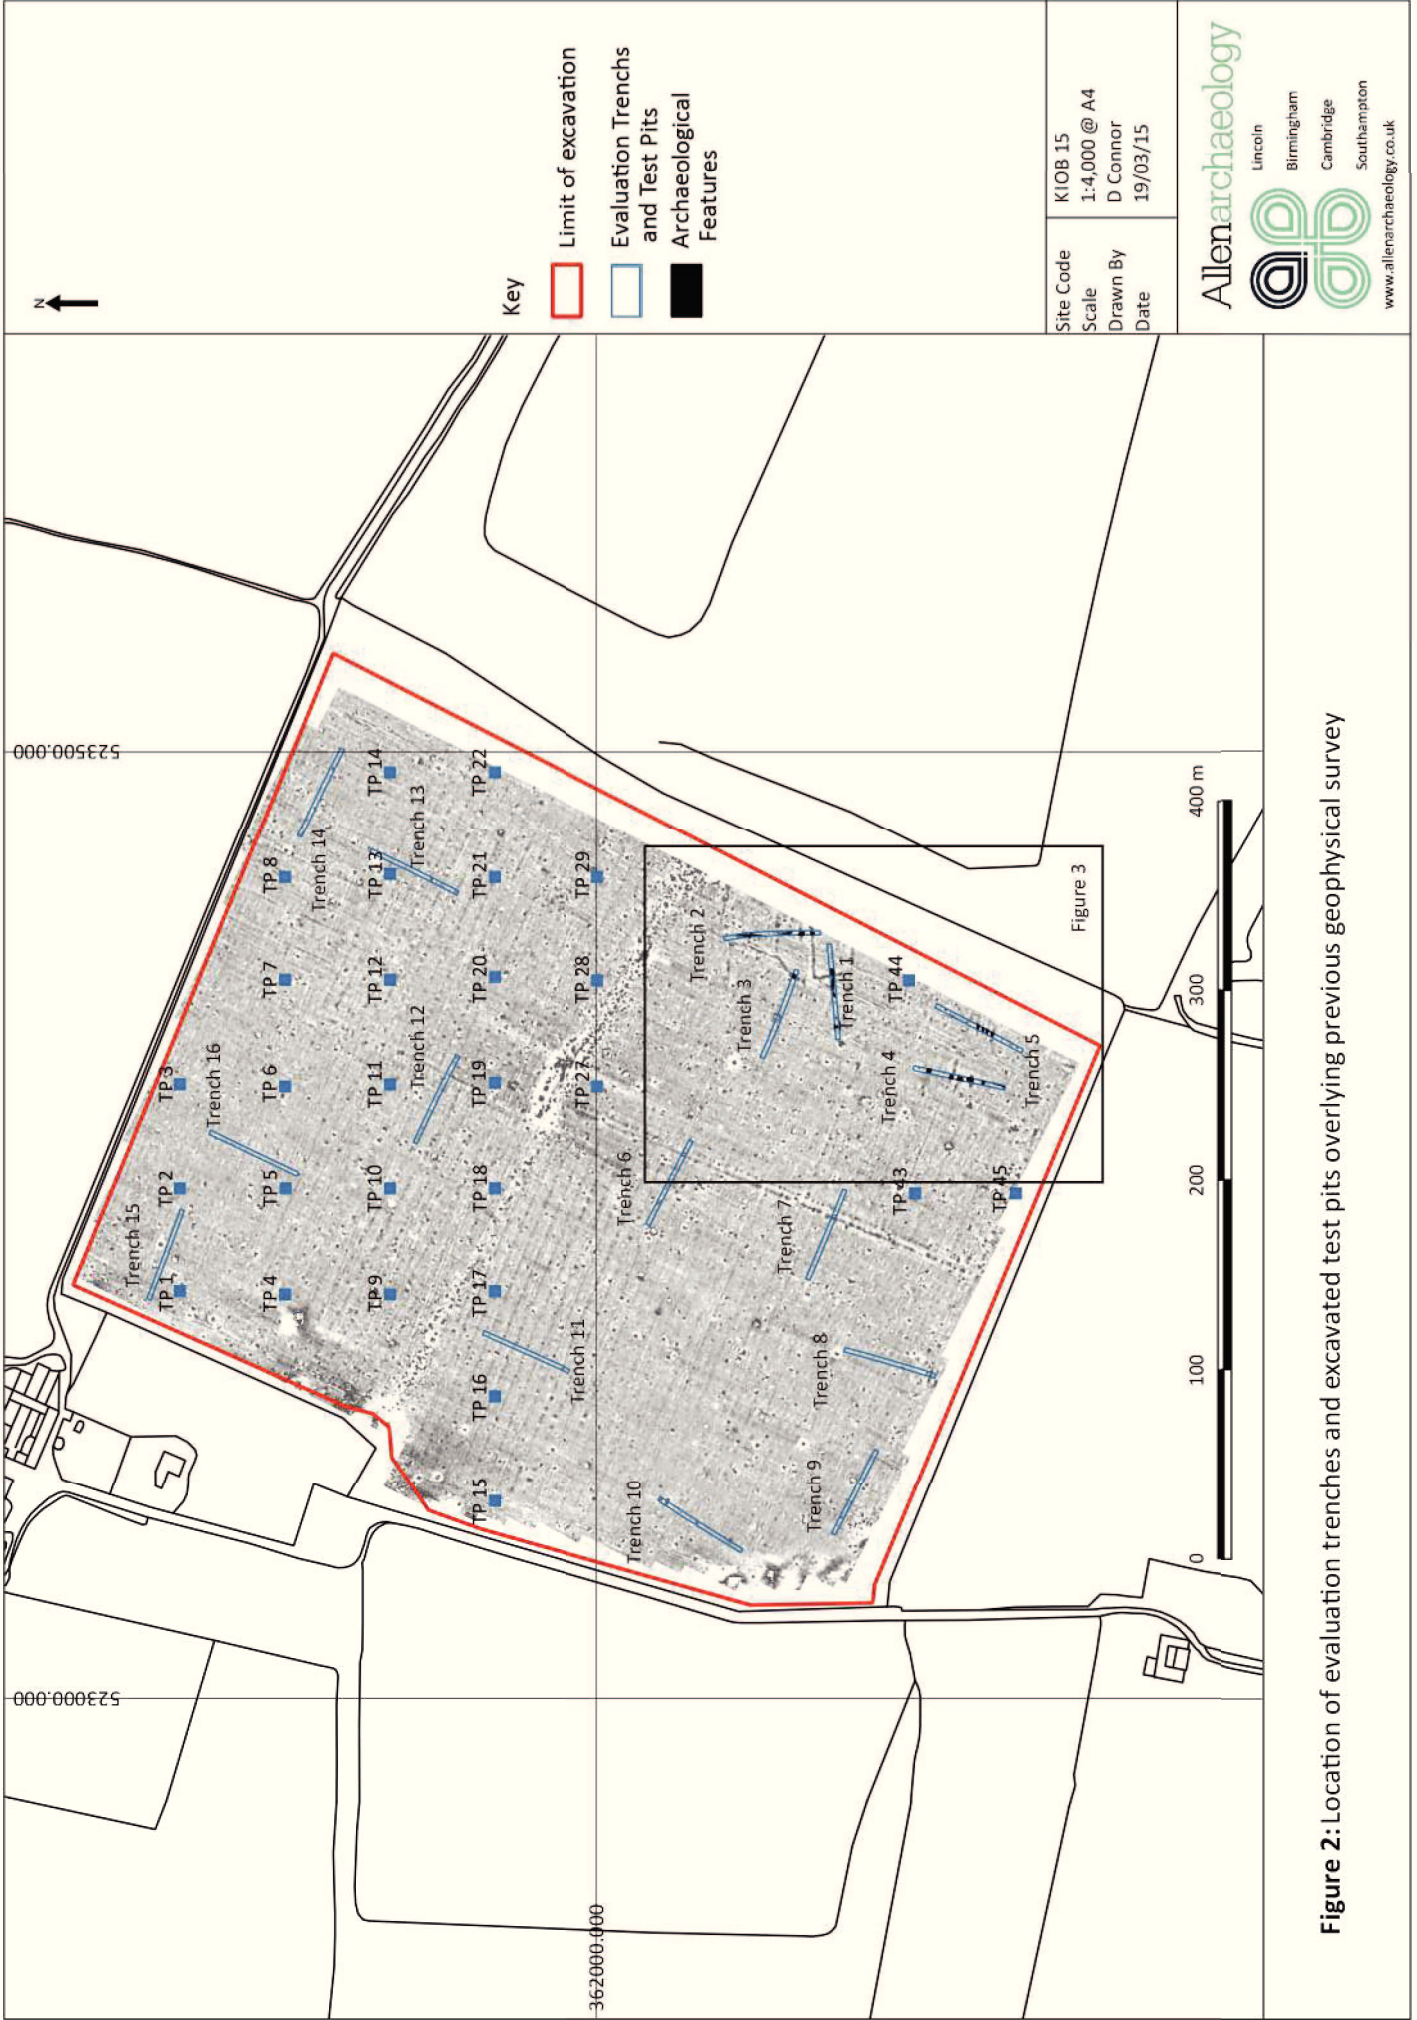 N
Key
Limit of excavation
Evaluation Trenchs
and Test Pits
Archaeological
Features
Site Code
Scale
Drawn By
Date
KIOB 15
1:4,000 @ A4
D Connor
19/03/15
Allenarchaeology
Lincoln
Birmingham
Cambridge
Southampton
www.allenarchaeology.co.uk
523000.000
523500.000
362000.000
Trench 15
TP 1
TP 2
TP 3
Trench 16
TP 4
TP 5
TP 6
TP 7
TP 8
Trench 14
TP 9
TP 10
TP 11
TP 12
TP 13
TP 14
Trench 12
Trench 13
TP 15
TP 16
TP 17
TP 18
TP 19
TP 20
TP 21
TP 22
Trench 11
TP 27
TP 28
TP 29
Trench 10
Trench 6
Trench 2
Trench 3
Trench 7
Trench 9
Trench 8
Trench 1
Trench 4
TP 43
TP 44
TP 45
Trench 5
Figure 3
0
100
200
300
400 m
Figure 2: Location of evaluation trenches and excavated test pits overlying previous geophysical survey